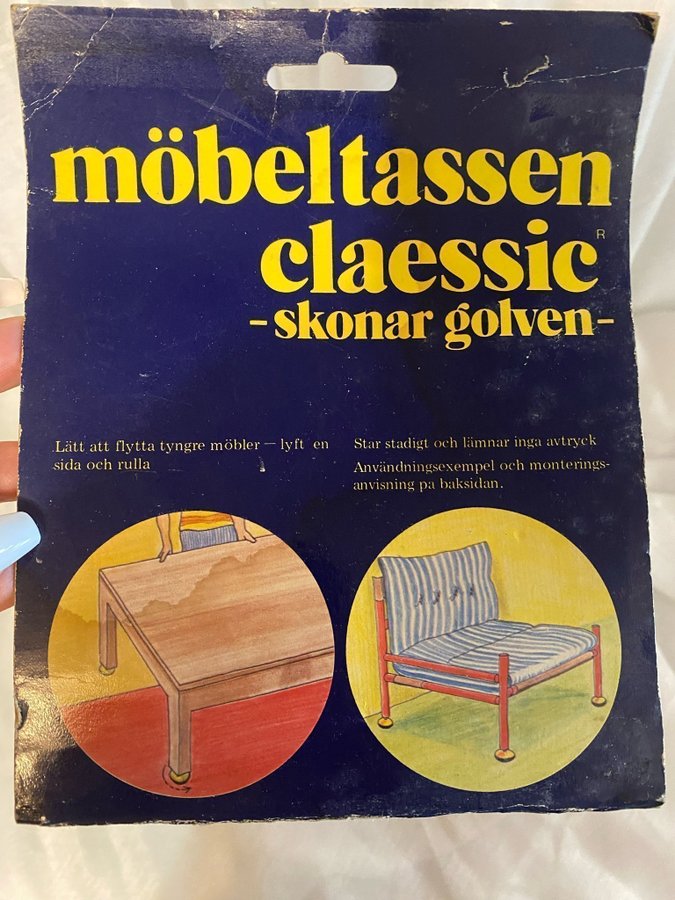 möbeltassen
claessic
R
-skonar golven-
Lätt att flytta tyngre möbler — lyft en
sida och rulla
Star stadigt och lämnar inga avtryck
Användningsexempel och monterings-
anvisning pa baksidan.